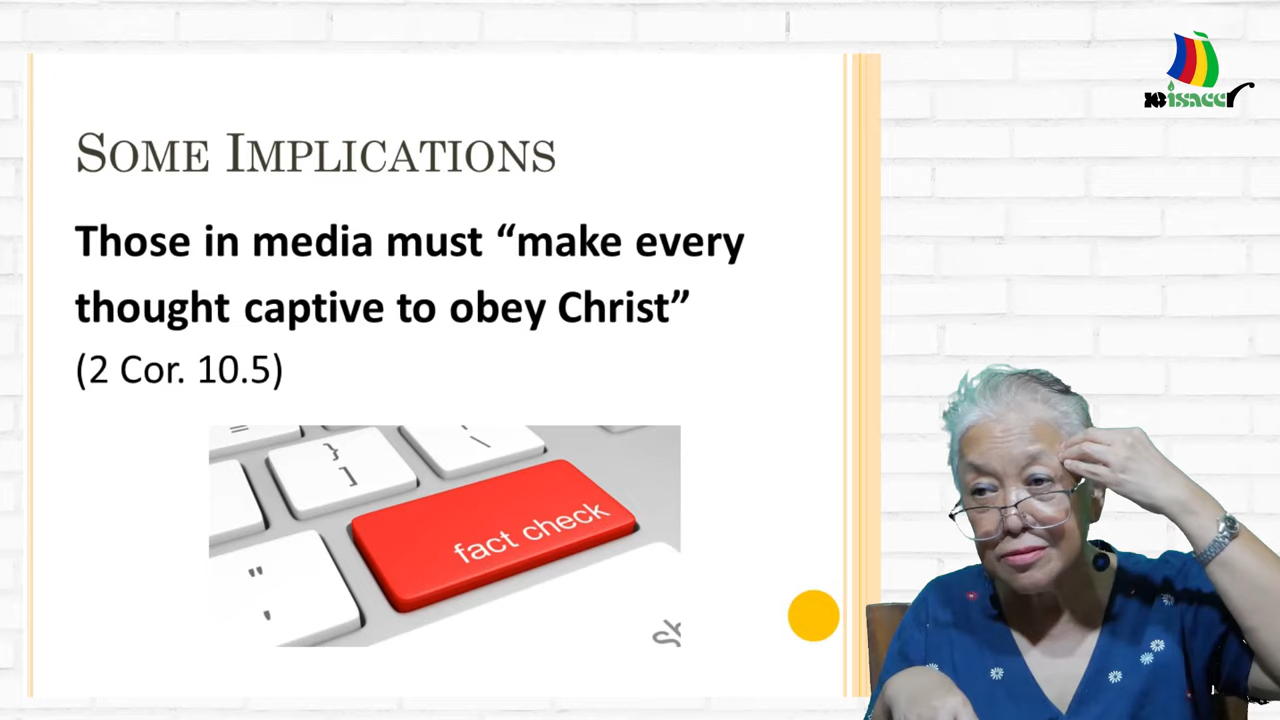 SOME IMPLICATIONS
Those in media must “make every
thought captive to obey Christ”
(2 Cor. 10.5)
fact check
isacc